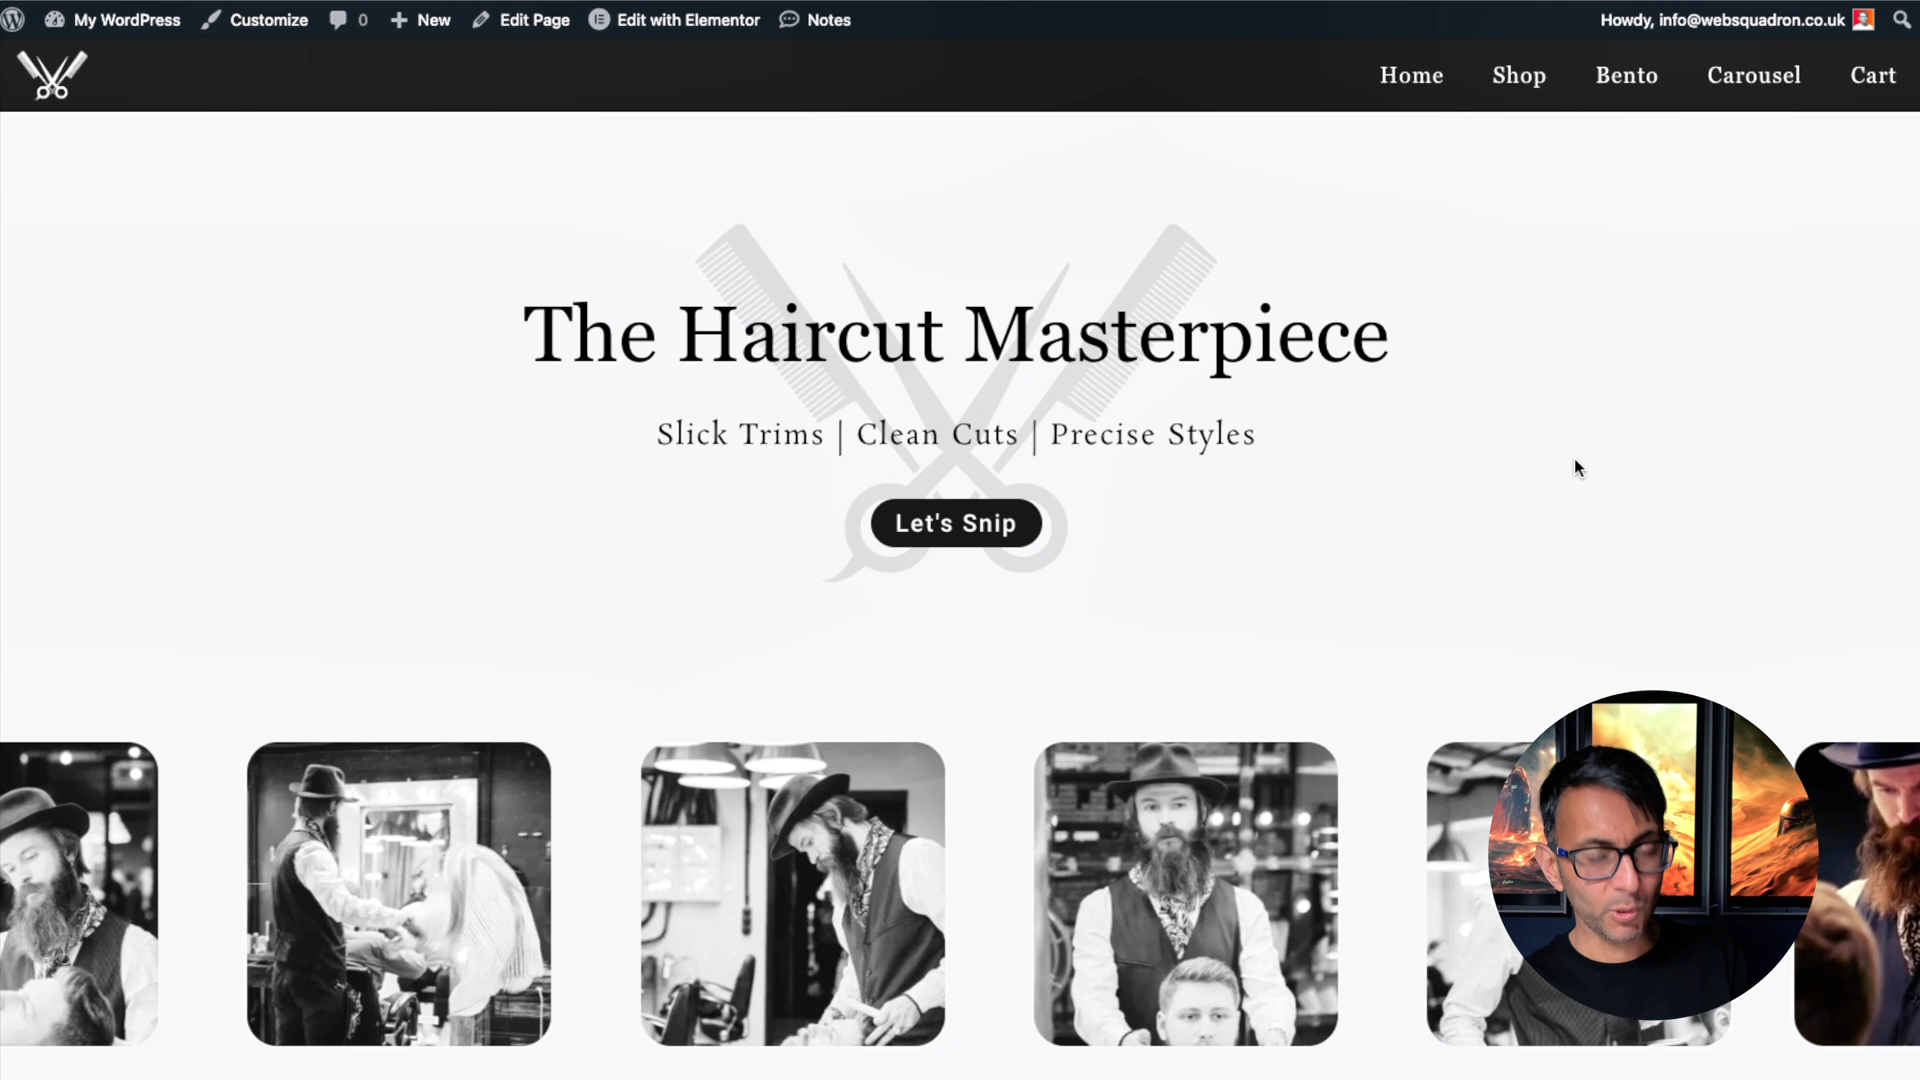 My WordPress Customize 0 New Edit Page Edit with Elementor Notes Howdy, info@websquadron.co.uk
Home Shop Bento Carousel Cart
The Haircut Masterpiece
Slick Trims | Clean Cuts | Precise Styles
Let's Snip